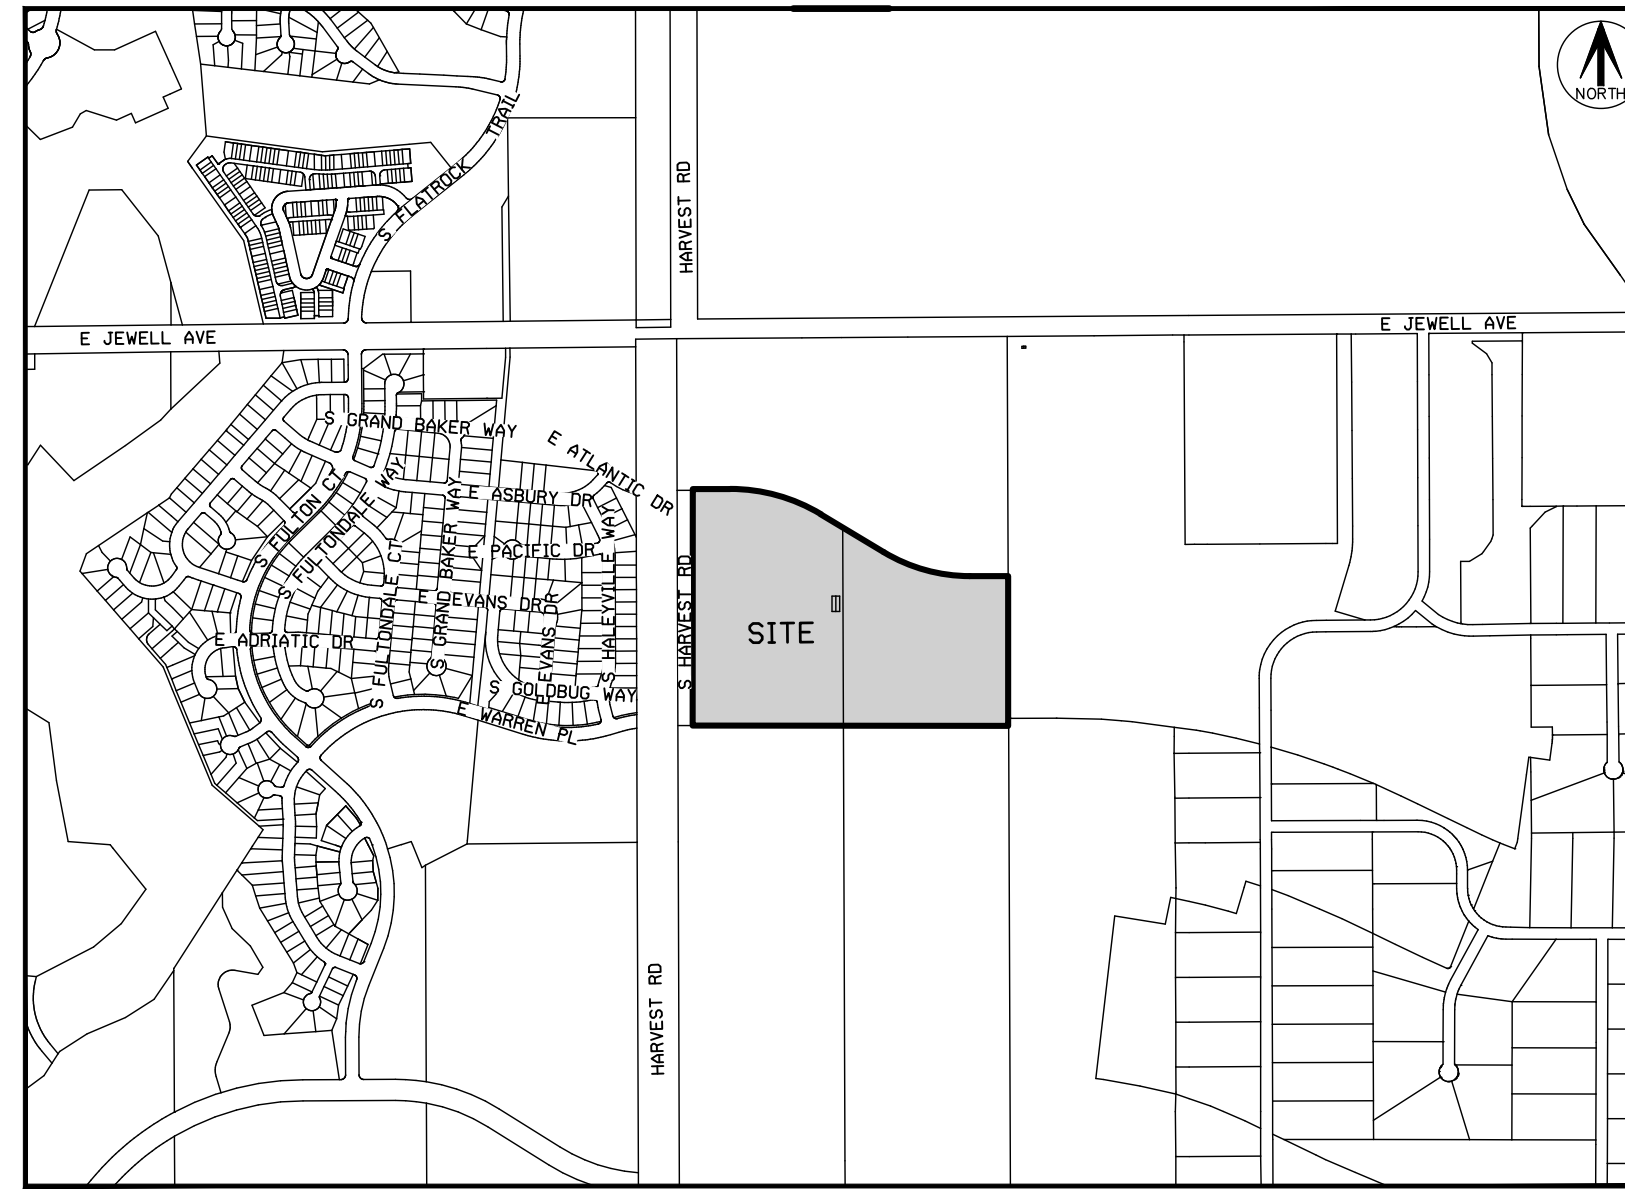 NORTH
S FLATROCK TRAIL
HARVEST RD
E JEWELL AVE
E JEWELL AVE
S GRAND BAKER WAY
E ATLANTIC DR
S FULTON CT
S FULTONDALE WAY
E ASBURY DR
S GRAND BAKER WAY
S HALEYVILLE WAY
E PACIFIC DR
S FULTONDALE CT
E EVANS DR
E EVANS DR
S HARVEST RD
SITE
E ADRIATIC DR
S GOLDBUG WAY
E WARREN PL
HARVEST RD